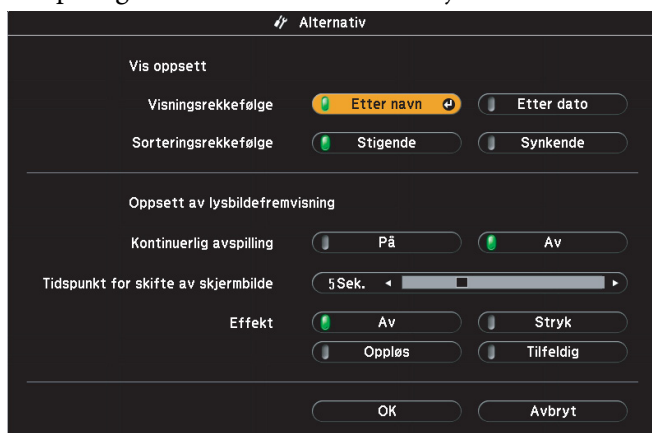 Alternativ
Vis oppsett
Visningsrekkefølge Etter navn Etter dato
Sorteringsrekkefølge Stigende Synkende
Oppsett av lysbildefremvisning
Kontinuerlig avspilling På Av
Tidspunkt for skifte av skjermbilde 5Sek.
Effekt Av Stryk
Oppløs Tilfeldig
OK Avbryt